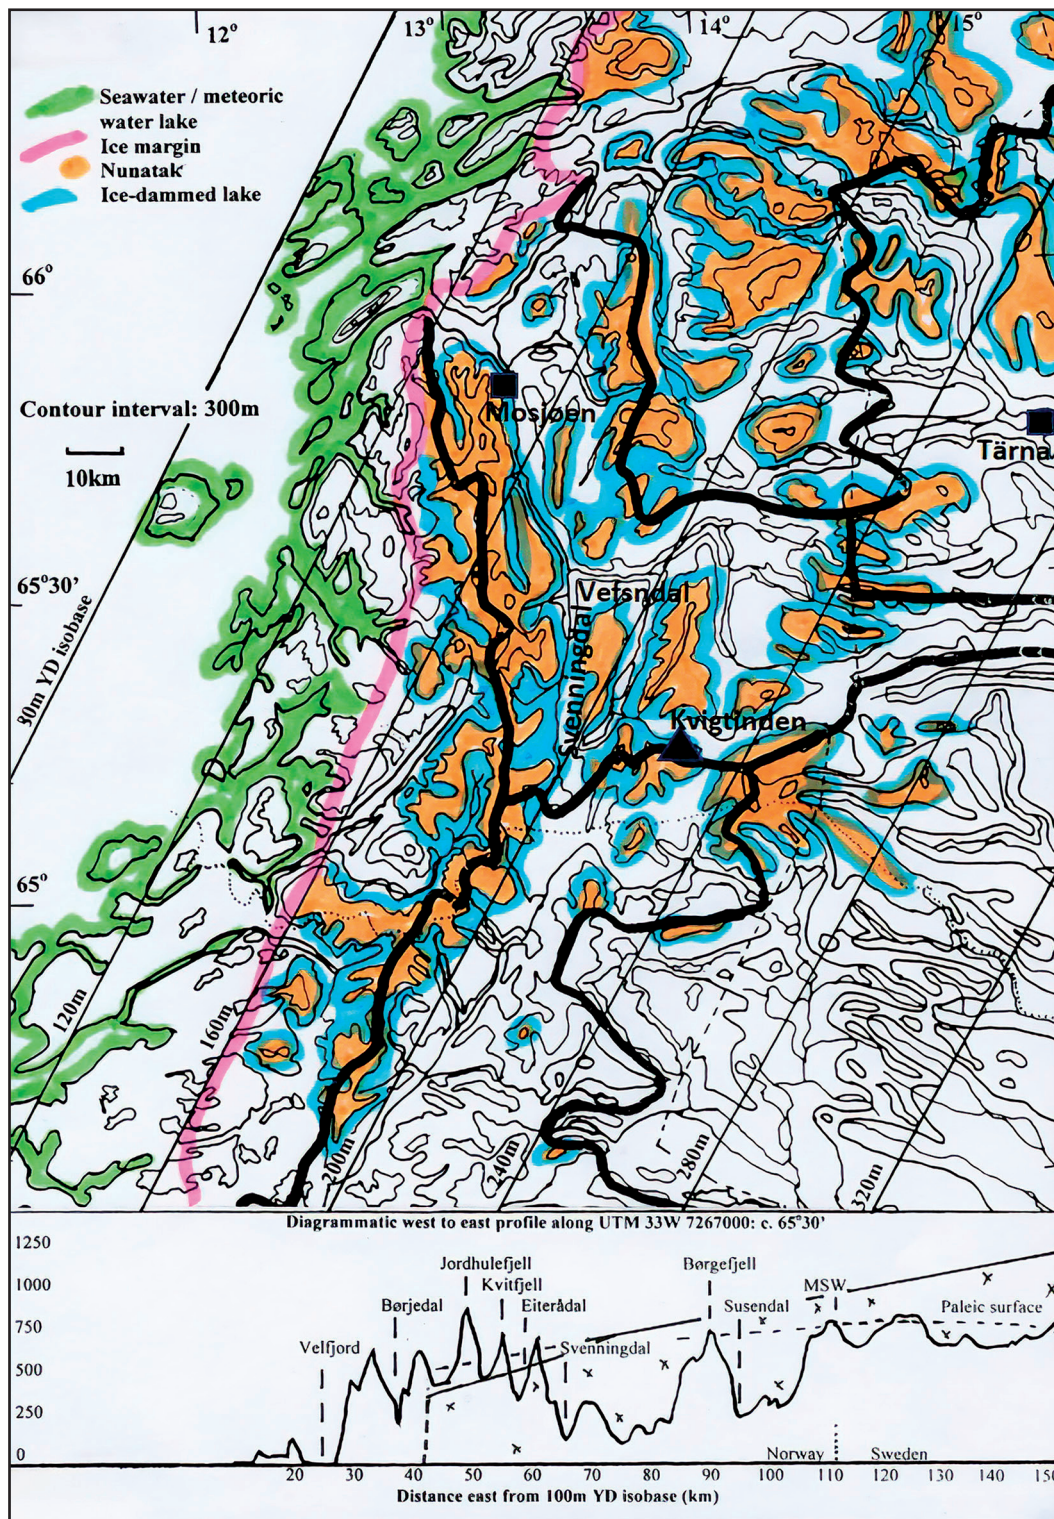 12°
13°
14°
15°
Seawater / meteoric
water lake
Ice margin
Nunatak
Ice-dammed lake
66°
Contour interval: 300m
10km
Mosjøen
Tärna
65°30'
Vefsndal
Svenningdal
30m YD isobase
Kvigtinden
65°
120m
160m
200m
240m
280m
320m
Diagrammatic west to east profile along UTM 33W 7267000: c. 65°30'
1250
1000
750
500
250
0
Jordhulefjell
Kvitfjell
Børjedal
Eiterådal
Velfjord
Svenningdal
Børgefjell
MSW
Susendal
Paleic surface
Norway
Sweden
20 30 40 50 60 70 80 90 100 110 120 130 140 150
Distance east from 100m YD isobase (km)